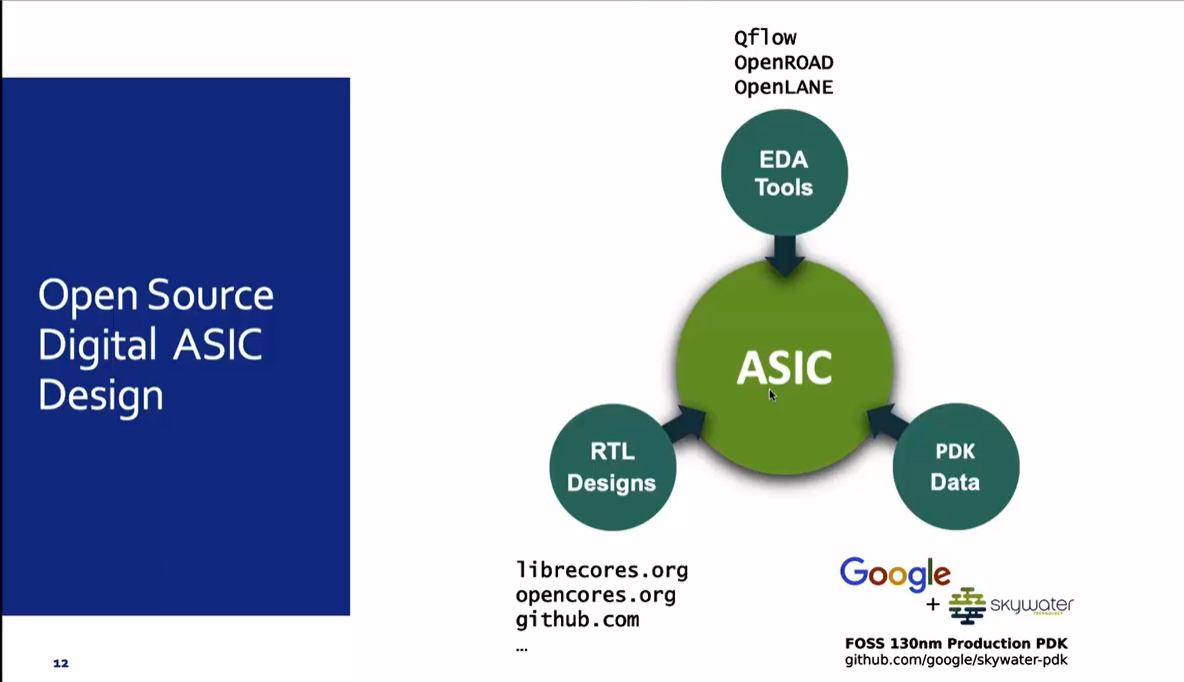 Open Source
Digital ASIC
Design
Qflow
OpenROAD
OpenLANE
EDA
Tools
ASIC
RTL
Designs
PDK
Data
librecores.org
opencores.org
github.com
...
Google
+
skywater
FOSS 130nm Production PDK
github.com/google/skywater-pdk
12